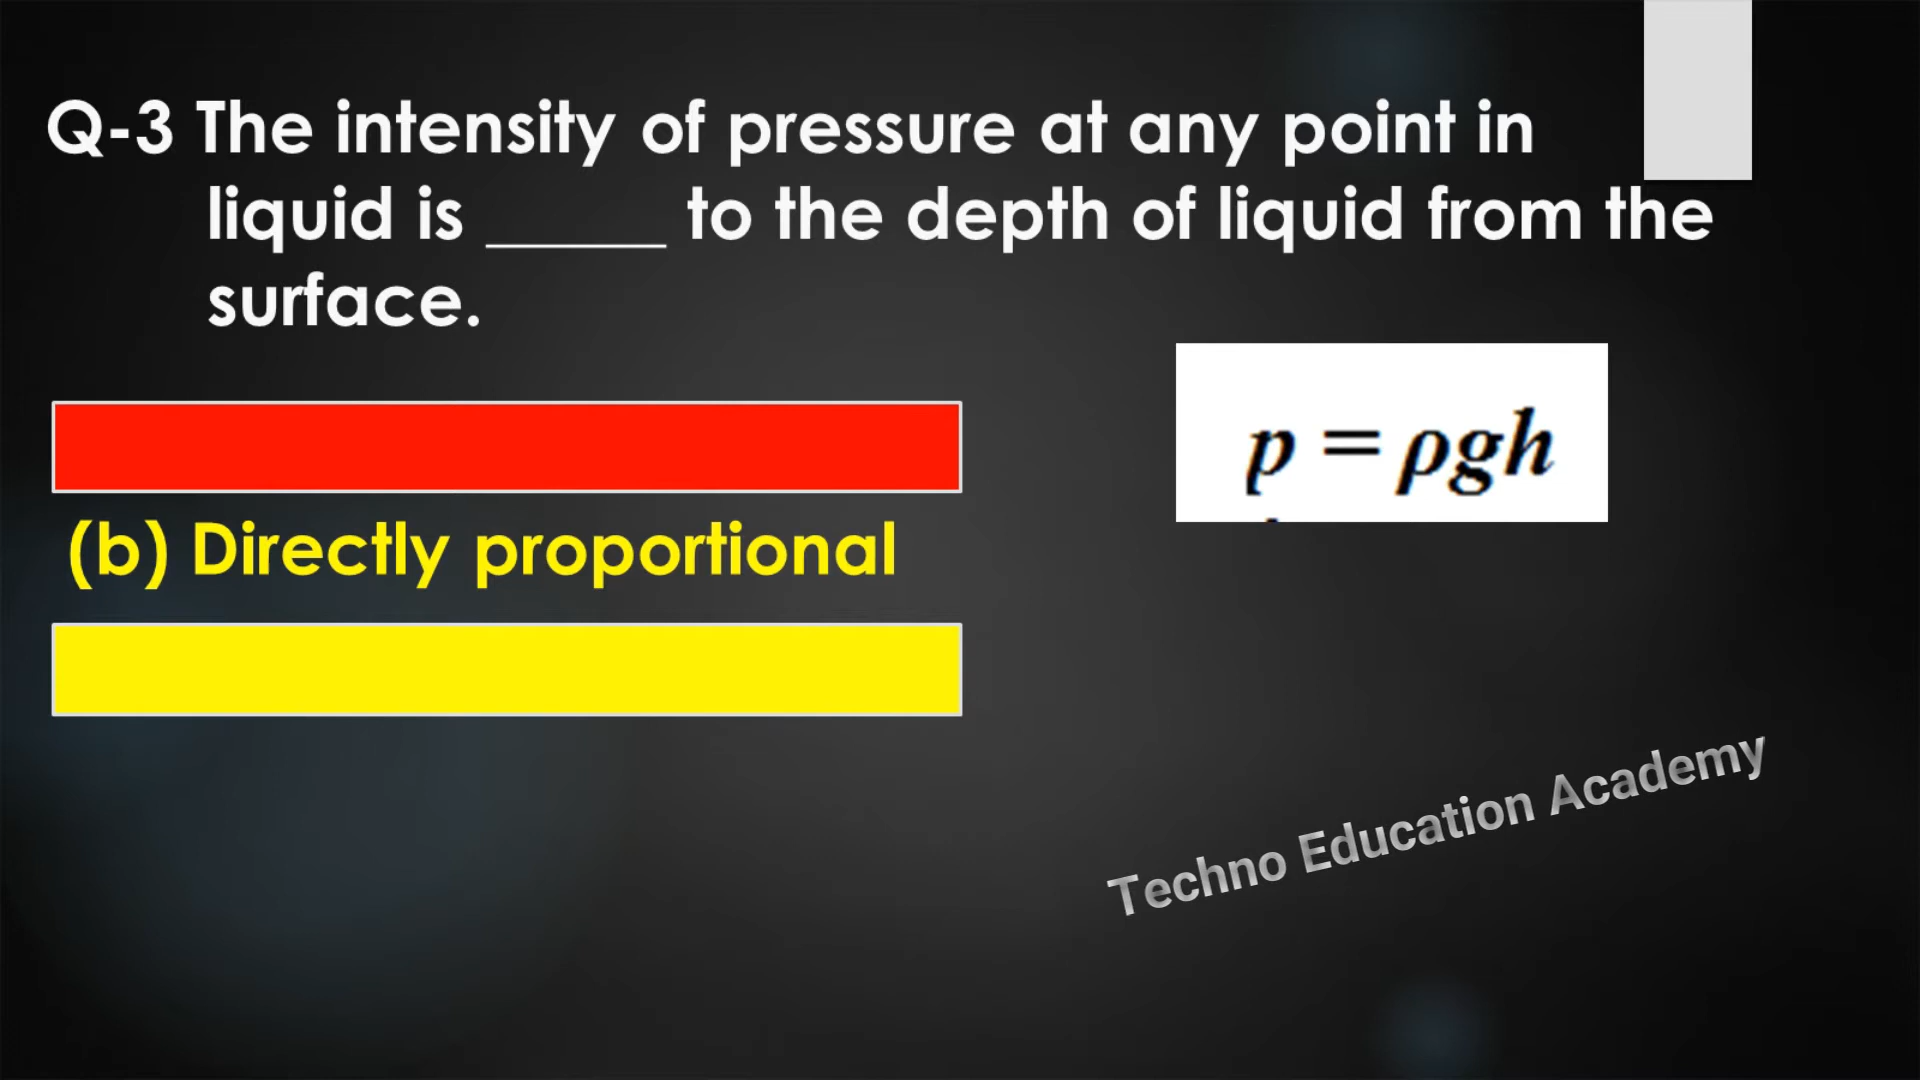 Q-3 The intensity of pressure at any point in
liquid is _____ to the depth of liquid from the
surface.
p = ρgh
(b) Directly proportional
Techno Education Academy